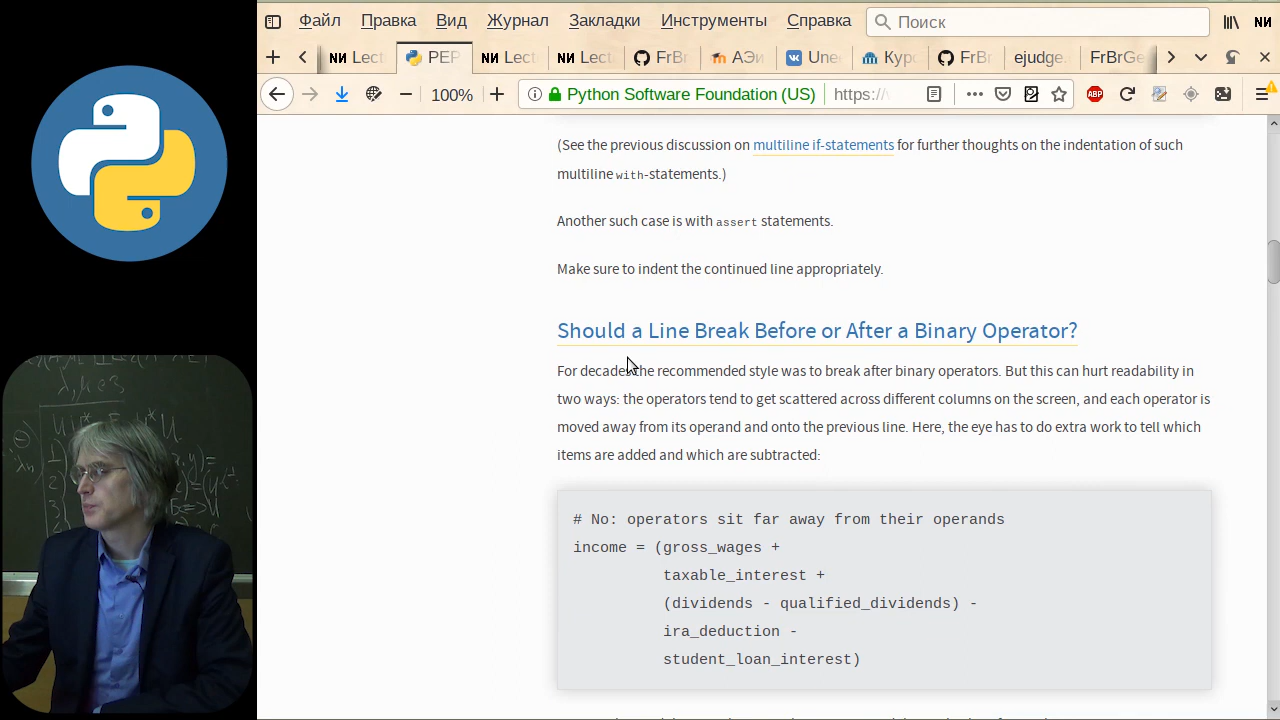 Файл Правка Вид Журнал Закладки Инструменты Справка Поиск
Lect PEP Lect Lect FrBr АЭи Une Курс FrBr ejudge. FrBrGe
100% Python Software Foundation (US) https://
ABP
(See the previous discussion on multiline if-statements for further thoughts on the indentation of such
multiline with-statements.)
Another such case is with assert statements.
Make sure to indent the continued line appropriately.
Should a Line Break Before or After a Binary Operator?
For decades the recommended style was to break after binary operators. But this can hurt readability in
two ways: the operators tend to get scattered across different columns on the screen, and each operator is
moved away from its operand and onto the previous line. Here, the eye has to do extra work to tell which
items are added and which are subtracted:
# No: operators sit far away from their operands
income = (gross_wages +
taxable_interest +
(dividends - qualified_dividends) -
ira_deduction -
student_loan_interest)